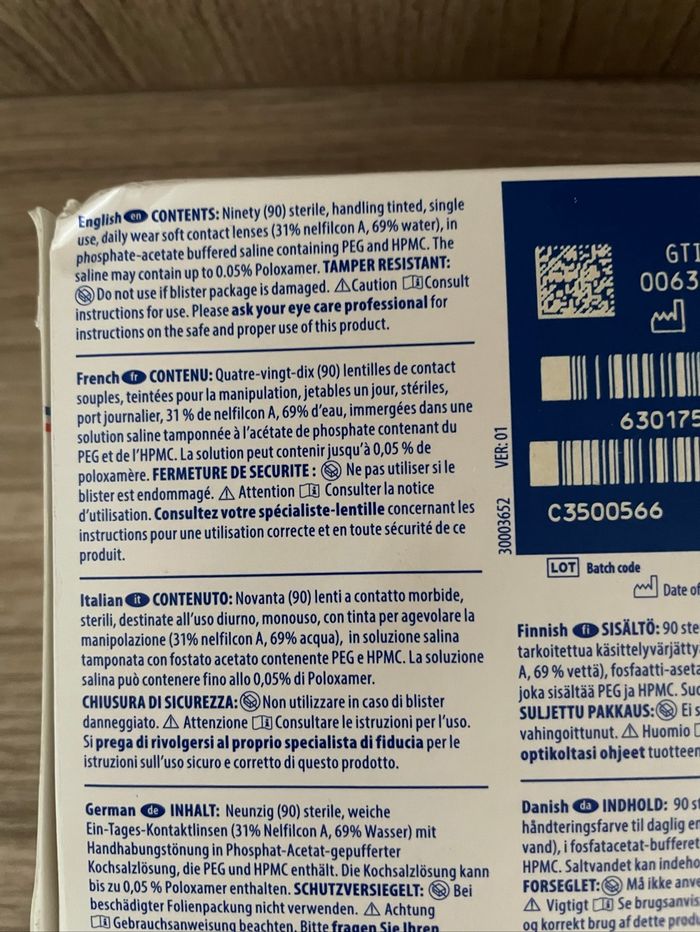 English en CONTENTS: Ninety (90) sterile, handling tinted, single
use, daily wear soft contact lenses (31% nelfilcon A, 69% water), in
phosphate-acetate buffered saline containing PEG and HPMC. The
saline may contain up to 0.05% Poloxamer. TAMPER RESISTANT:
Do not use if blister package is damaged. Caution Consult
instructions for use. Please ask your eye care professional for
instructions on the safe and proper use of this product.
French fr CONTENU: Quatre-vingt-dix (90) lentilles de contact
souples, teintées pour la manipulation, jetables un jour, stériles,
port journalier, 31 % de nelfilcon A, 69% d'eau, immergées dans une
solution saline tamponnée à l'acétate de phosphate contenant du
PEG et de l'HPMC. La solution peut contenir jusqu'à 0,05 % de
poloxamère. FERMETURE DE SECURITE : Ne pas utiliser si le
blister est endommagé. Attention Consulter la notice
d'utilisation. Consultez votre spécialiste-lentille concernant les
instructions pour une utilisation correcte et en toute sécurité de ce
produit.
Italian it CONTENUTO: Novanta (90) lenti a contatto morbide,
sterili, destinate all'uso diurno, monouso, con tinta per agevolare la
manipolazione (31% nelfilcon A, 69% acqua), in soluzione salina
tamponata con fostato acetato contenente PEG e HPMC. La soluzione
salina può contenere fino allo 0,05% di Poloxamer.
CHIUSURA DI SICUREZZA: Non utilizzare in caso di blister
danneggiato. Attenzione Consultare le istruzioni per l'uso.
Si prega di rivolgersi al proprio specialista di fiducia per le
istruzioni sull'uso sicuro e corretto di questo prodotto.
German de INHALT: Neunzig (90) sterile, weiche
Ein-Tages-Kontaktlinsen (31% Nelfilcon A, 69% Wasser) mit
Handhabungstönung in Phosphat-Acetat-gepufferter
Kochsalzlösung, die PEG und HPMC enthält. Die Kochsalzlösung kann
bis zu 0,05 % Poloxamer enthalten. SCHUTZVERSIEGELT: Bei
beschädigter Folienpackung nicht verwenden. Achtung
Gebrauchsanweisung beachten. Bitte fragen Sie Ihren
GTI
0063
630175
C3500566
30003652 VER: 01
LOT Batch code
Date of
Finnish fi SISÄLTÖ: 90 ste
tarkoitettua käsittelyvärjätty
A, 69 % vettä), fosfaatti-aseta
joka sisältää PEG ja HPMC. Suo
SULJETTU PAKKAUS: Ei s
vahingoittunut. Huomio
optikoltasi ohjeet tuotteen
Danish da INDHOLD: 90 st
håndteringsfarve til daglig en
vand), i fosfatacetat-bufferet
HPMC. Saltvandet kan indeho
FORSEGLET: Må ikke anve
Vigtigt Se brugsanvis
og korrekt brug af dette produ